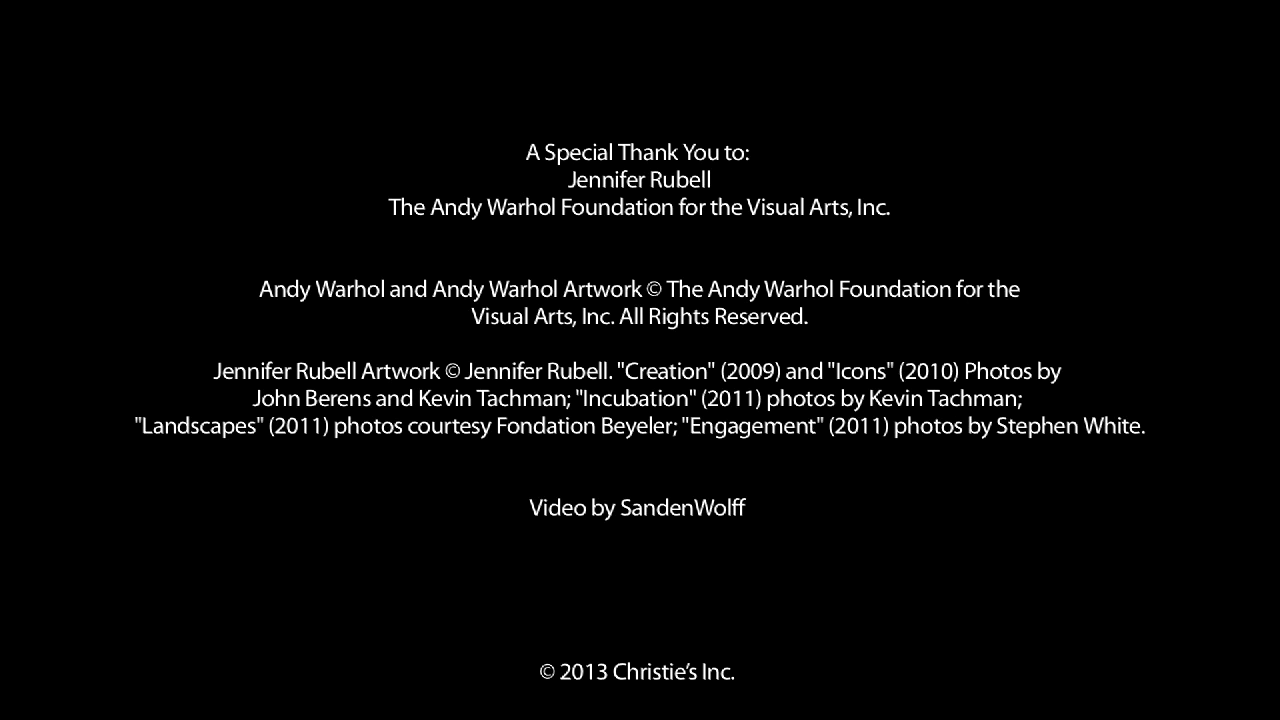 A Special Thank You to:
Jennifer Rubell
The Andy Warhol Foundation for the Visual Arts, Inc.
Andy Warhol and Andy Warhol Artwork © The Andy Warhol Foundation for the
Visual Arts, Inc. All Rights Reserved.
Jennifer Rubell Artwork © Jennifer Rubell. "Creation" (2009) and "Icons" (2010) Photos by
John Berens and Kevin Tachman; "Incubation" (2011) photos by Kevin Tachman;
"Landscapes" (2011) photos courtesy Fondation Beyeler; "Engagement" (2011) photos by Stephen White.
Video by SandenWolff
© 2013 Christie's Inc.